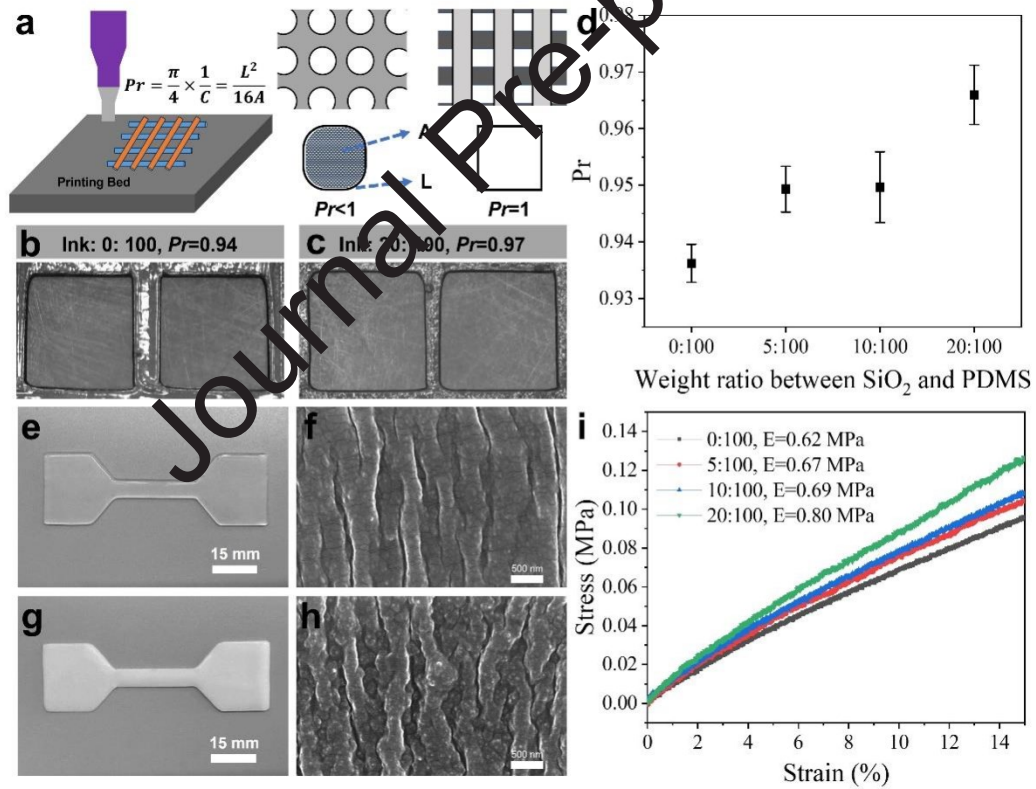 a
Pr = π/4 × 1/C = L²/16A
Printing Bed
A
L
Pr<1
Pr=1
b Ink: 0: 100, Pr=0.94
c Ink: 20: 100, Pr=0.97
d
0.98
0.97
0.96
0.95
0.94
0.93
Pr
0:100
5:100
10:100
20:100
Weight ratio between SiO₂ and PDMS
e
15 mm
f
500 nm
g
15 mm
h
500 nm
i
0:100, E=0.62 MPa
5:100, E=0.67 MPa
10:100, E=0.69 MPa
20:100, E=0.80 MPa
0.14
0.12
0.10
0.08
0.06
0.04
0.02
0.00
Stress (MPa)
0 2 4 6 8 10 12 14
Strain (%)
Journal Pre-p